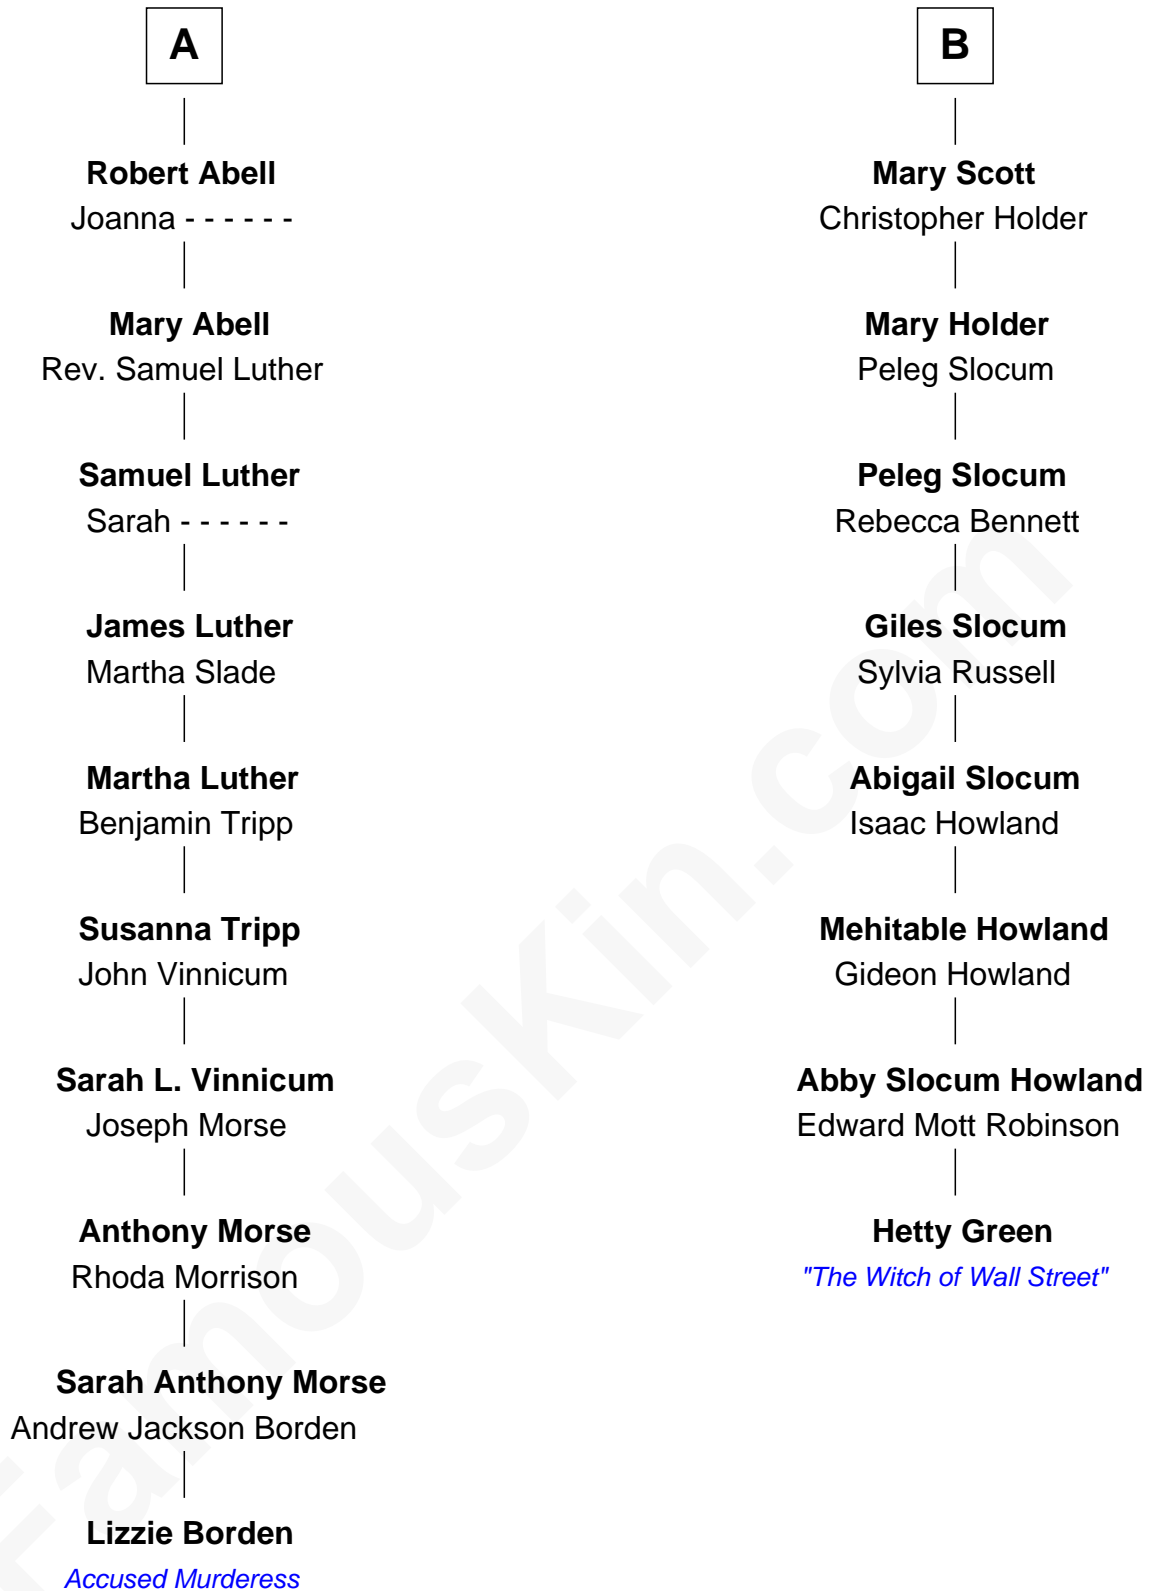 A
Robert Abell
Joanna - - - - - -
Mary Abell
Rev. Samuel Luther
Samuel Luther
Sarah - - - - - -
James Luther
Martha Slade
Martha Luther
Benjamin Tripp
Susanna Tripp
John Vinnicum
Sarah L. Vinnicum
Joseph Morse
Anthony Morse
Rhoda Morrison
Sarah Anthony Morse
Andrew Jackson Borden
Lizzie Borden
Accused Murderess
B
Mary Scott
Christopher Holder
Mary Holder
Peleg Slocum
Peleg Slocum
Rebecca Bennett
Giles Slocum
Sylvia Russell
Abigail Slocum
Isaac Howland
Mehitable Howland
Gideon Howland
Abby Slocum Howland
Edward Mott Robinson
Hetty Green
"The Witch of Wall Street"
FamousKin.com